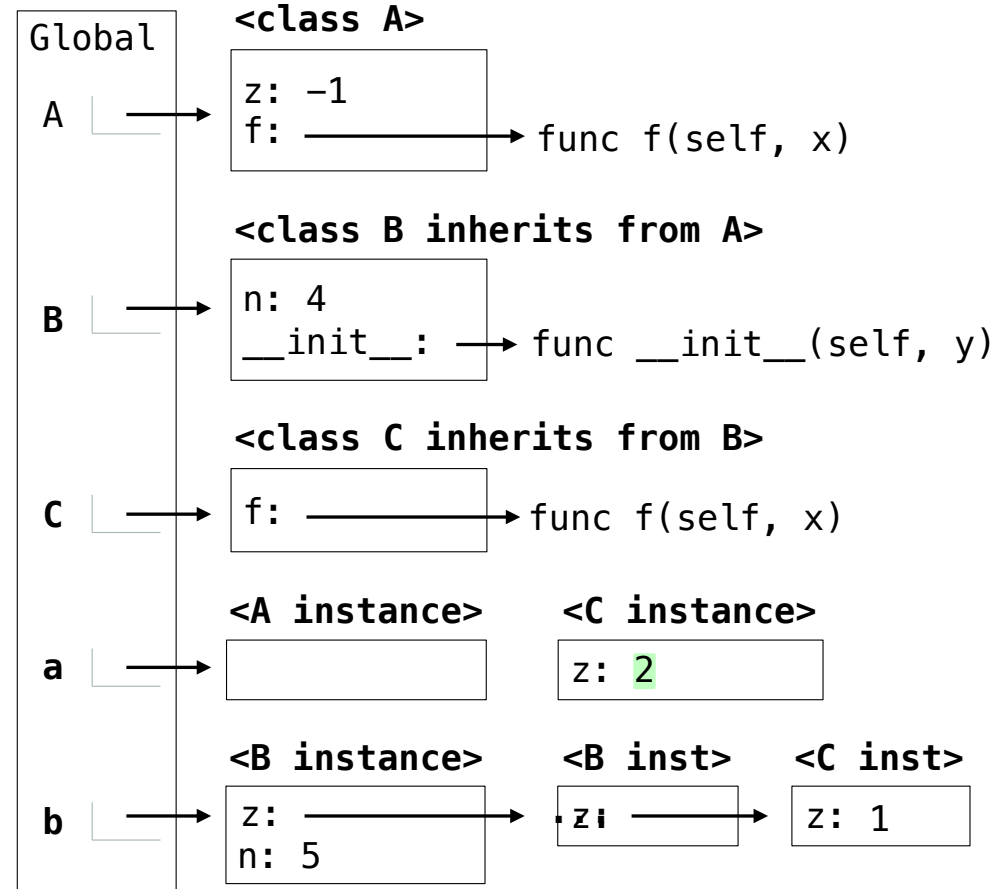 Global
<class A>
A
z: −1
f:
func f(self, x)
<class B inherits from A>
B
n: 4
__init__:
func __init__(self, y)
<class C inherits from B>
C
f:
func f(self, x)
<A instance>
<C instance>
a
z: 2
<B instance>
<B inst>
<C inst>
b
z:
z:
z: 1
n: 5